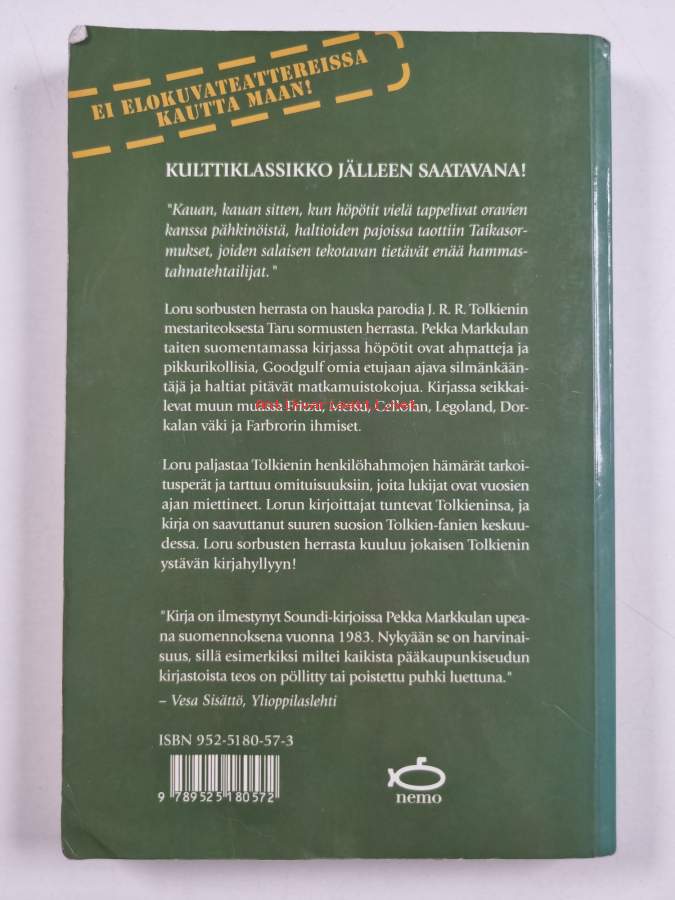 EI ELOKUVATEATTEREISSA
KAUTTA MAAN!
KULTTIKLASSIKKO JÄLLEEN SAATAVANA!
"Kauan, kauan sitten, kun höpötit vielä tappelivat oravien
kanssa pähkinöistä, haltioiden pajoissa taottiin Taikasor-
mukset, joiden salaisen tekotavan tietävät enää hammas-
tahnatehtailijat."
Loru sorbusten herrasta on hauska parodia J. R. R. Tolkienin
mestariteoksesta Taru sormusten herrasta. Pekka Markkulan
taiten suomentamassa kirjassa höpötit ovat ahmatteja ja
pikkurikollisia, Goodgulf omia etujaan ajava silmänkään-
täjä ja haltiat pitävät matkamuistokojua. Kirjassa seikkai-
levat muun muassa Fritsu, Mersu, Cellofan, Legoland, Dor-
kalan väki ja Farbrorin ihmiset.
Loru paljastaa Tolkienin henkilöhahmojen hämärät tarkoi-
tusperät ja tarttuu omituisuuksiin, joita lukijat ovat vuosien
ajan miettineet. Lorun kirjoittajat tuntevat Tolkieninsa, ja
kirja on saavuttanut suuren suosion Tolkien-fanien keskuu-
dessa. Loru sorbusten herrasta kuuluu jokaisen Tolkienin
ystävän kirjahyllyyn!
"Kirja on ilmestynyt Soundi-kirjoissa Pekka Markkulan upea-
na suomennoksena vuonna 1983. Nykyään se on harvinai-
suus, sillä esimerkiksi miltei kaikista pääkaupunkiseudun
kirjastoista teos on pöllitty tai poistettu puhki luettuna."
– Vesa Sisättö, Ylioppilaslehti
ISBN 952-5180-57-3
9 789525 180572
nemo